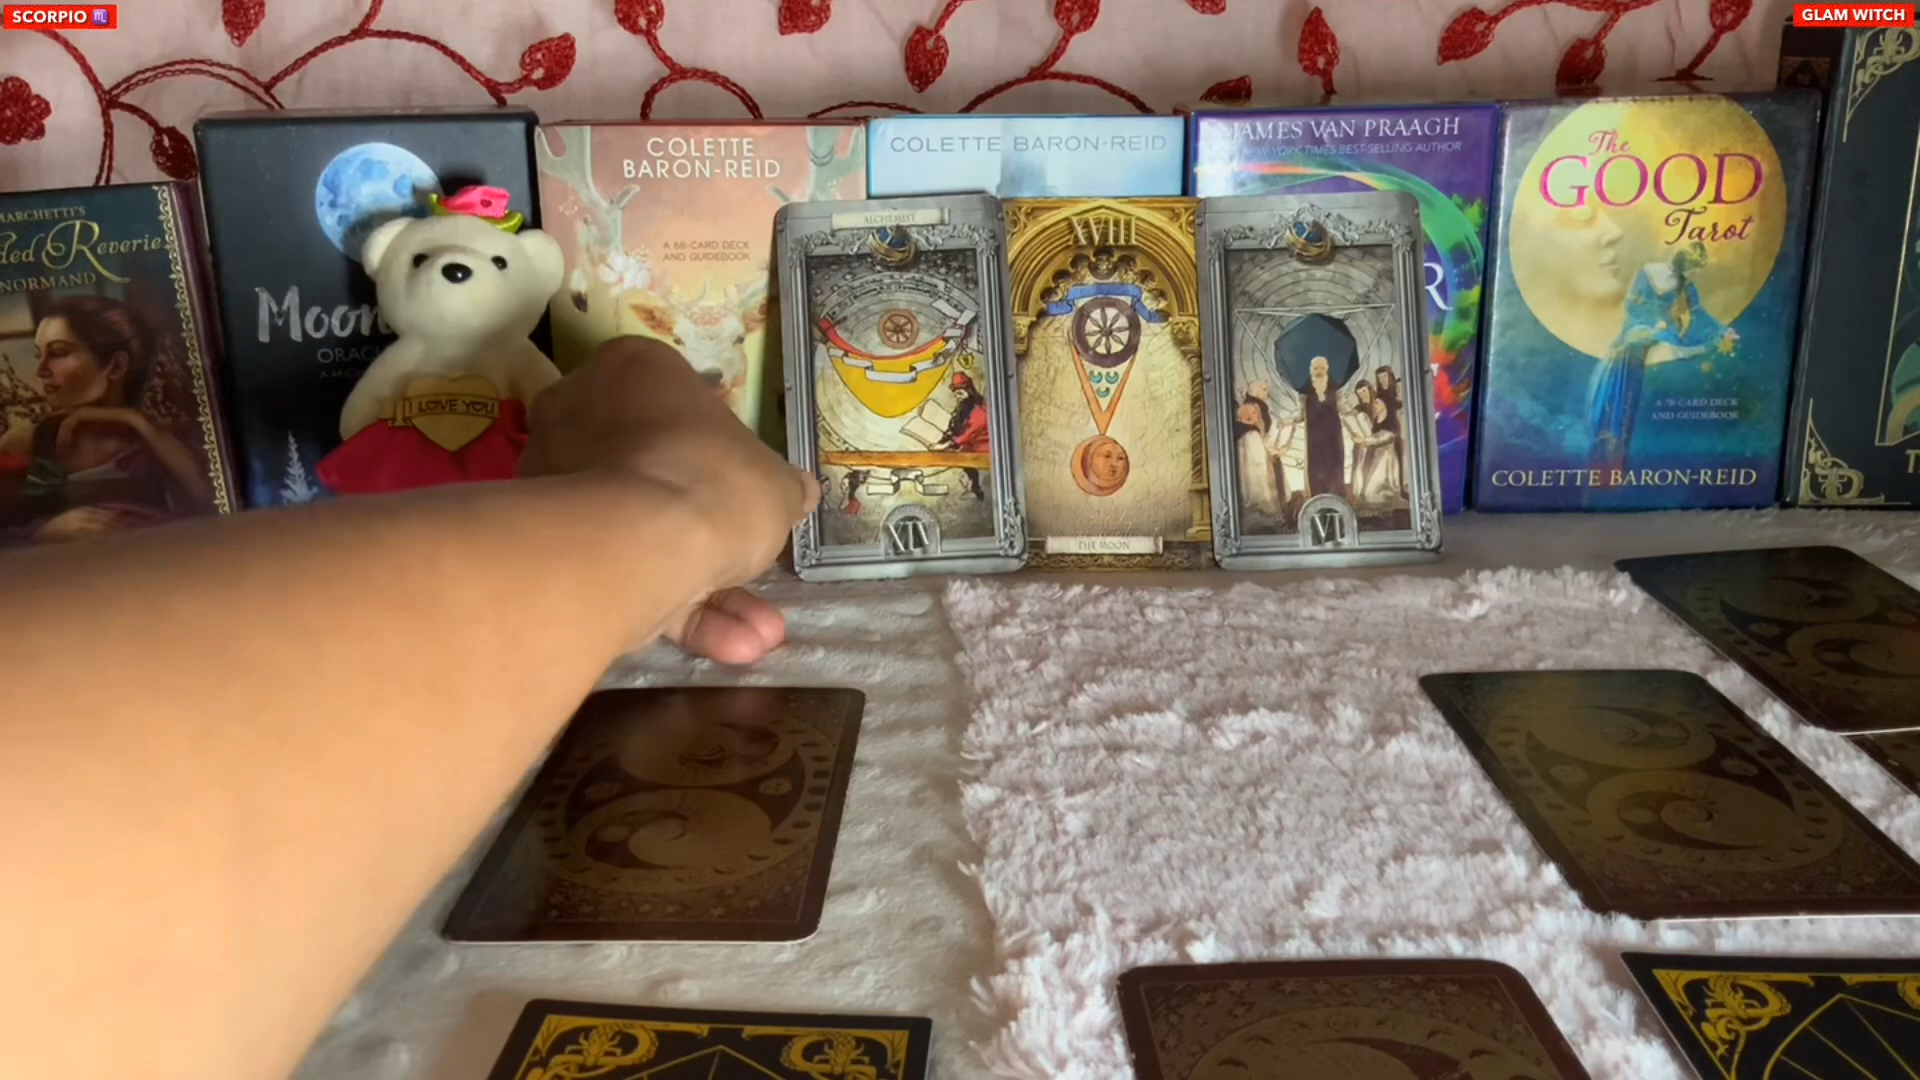 SCORPIO ♏
GLAM WITCH
MARCHETTI'S
ded Reverie
NORMAND
Moon
ORAC
I LOVE YOU
COLETTE
BARON-REID
A 68-CARD DECK
AND GUIDEBOOK
COLETTE BARON-REID
JAMES VAN PRAAGH
NEW YORK TIMES BEST-SELLING AUTHOR
R
The
GOOD
Tarot
A 78-CARD DECK
AND GUIDEBOOK
COLETTE BARON-REID
T
ALCHEMIST
XIV
XVIII
THE MOON
VI